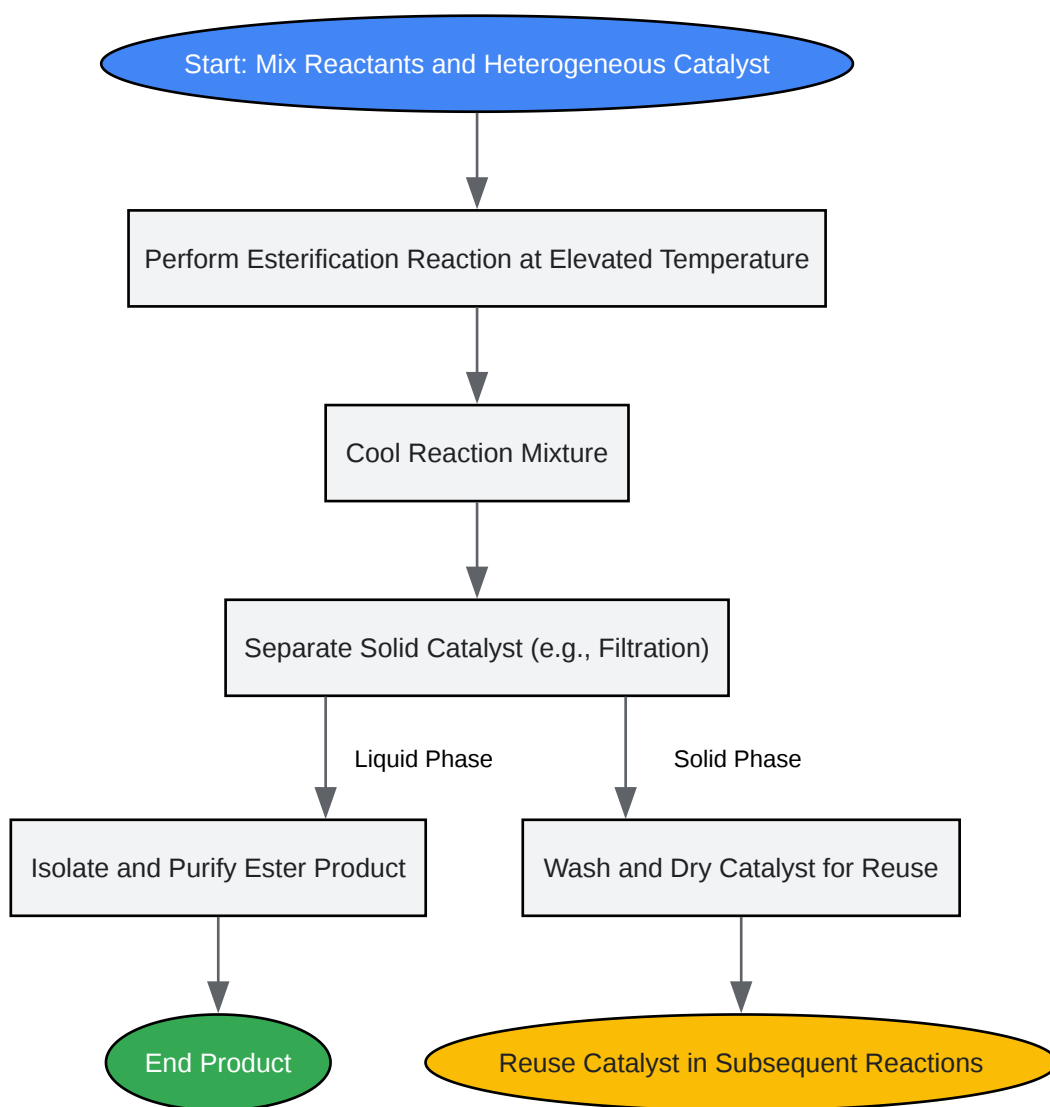 Start: Mix Reactants and Heterogeneous Catalyst
Perform Esterification Reaction at Elevated Temperature
Cool Reaction Mixture
Separate Solid Catalyst (e.g., Filtration)
Liquid Phase
Solid Phase
Isolate and Purify Ester Product
Wash and Dry Catalyst for Reuse
End Product
Reuse Catalyst in Subsequent Reactions